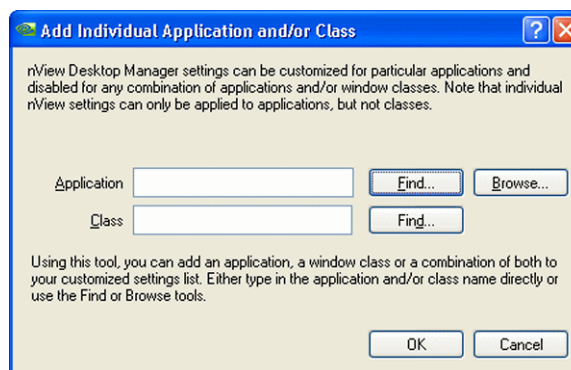 Add Individual Application and/or Class
nView Desktop Manager settings can be customized for particular applications and
disabled for any combination of applications and/or window classes. Note that individual
nView settings can only be applied to applications, but not classes.
Application Find... Browse...
Class Find...
Using this tool, you can add an application, a window class or a combination of both to
your customized settings list. Either type in the application and/or class name directly or
use the Find or Browse tools.
OK Cancel